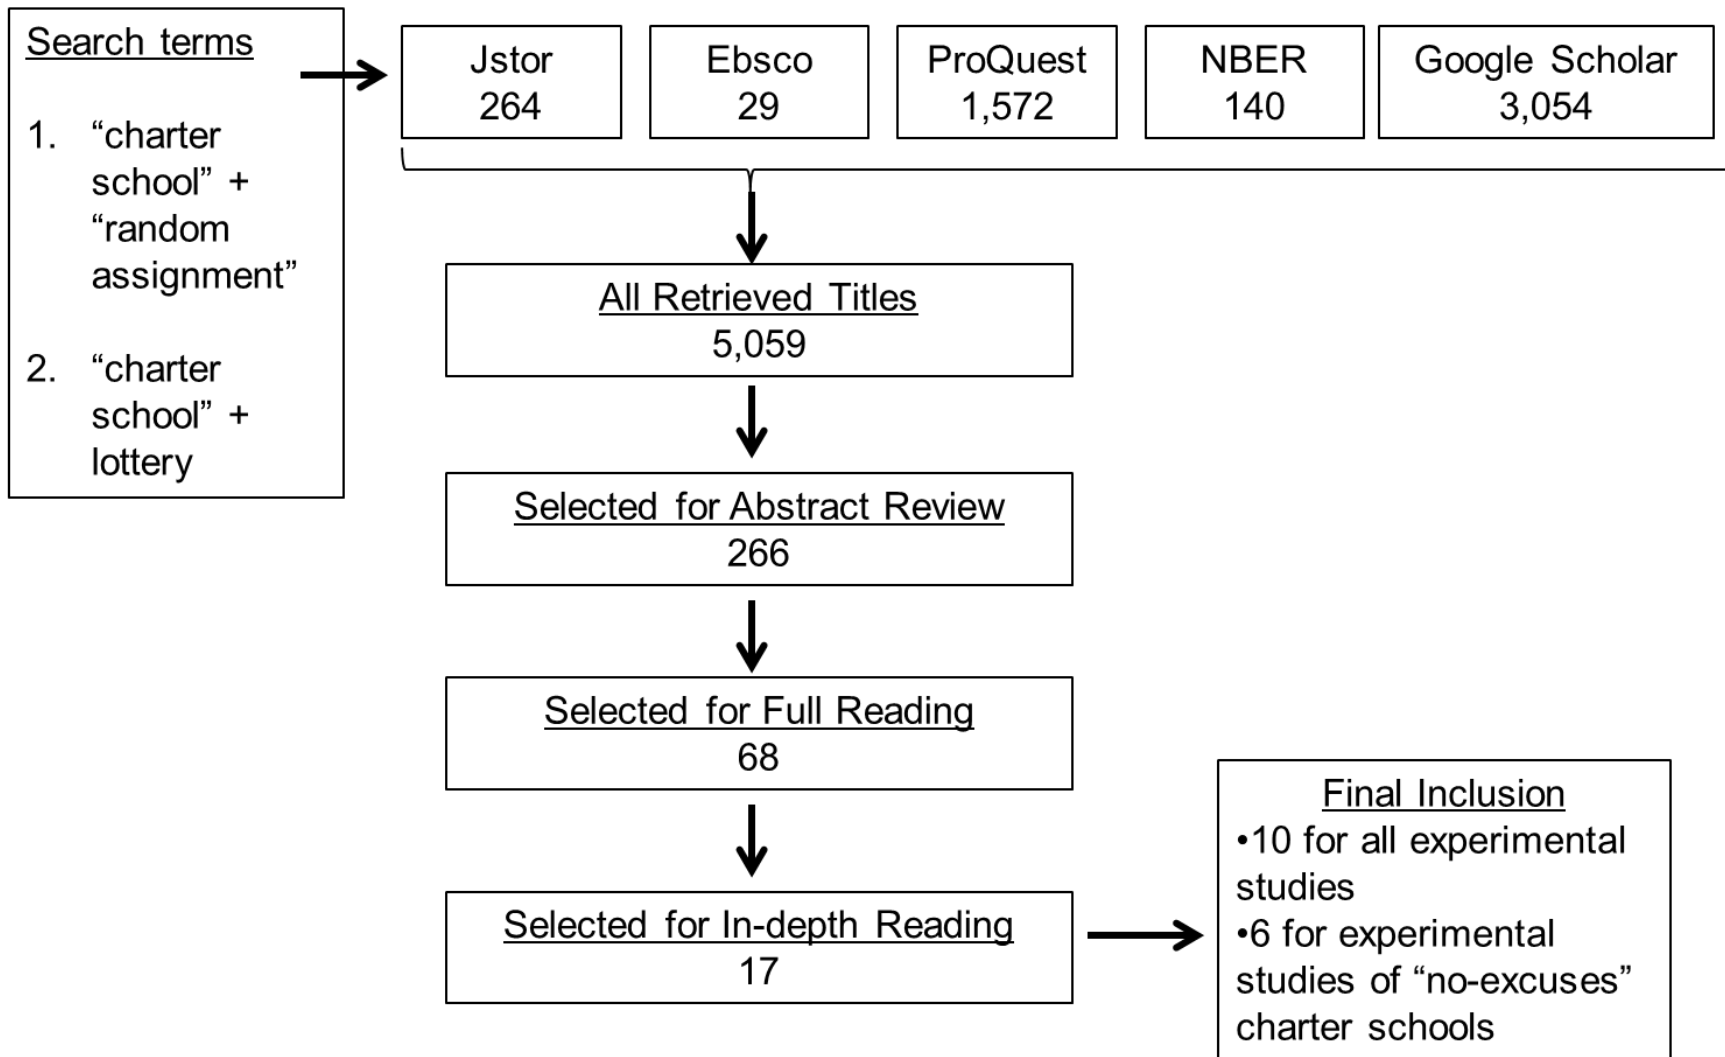 Search terms
1. “charter
school” +
“random
assignment”
2. “charter
school” +
lottery
Jstor
264
Ebsco
29
ProQuest
1,572
NBER
140
Google Scholar
3,054
All Retrieved Titles
5,059
Selected for Abstract Review
266
Selected for Full Reading
68
Selected for In-depth Reading
17
Final Inclusion
•10 for all experimental
studies
•6 for experimental
studies of “no-excuses”
charter schools